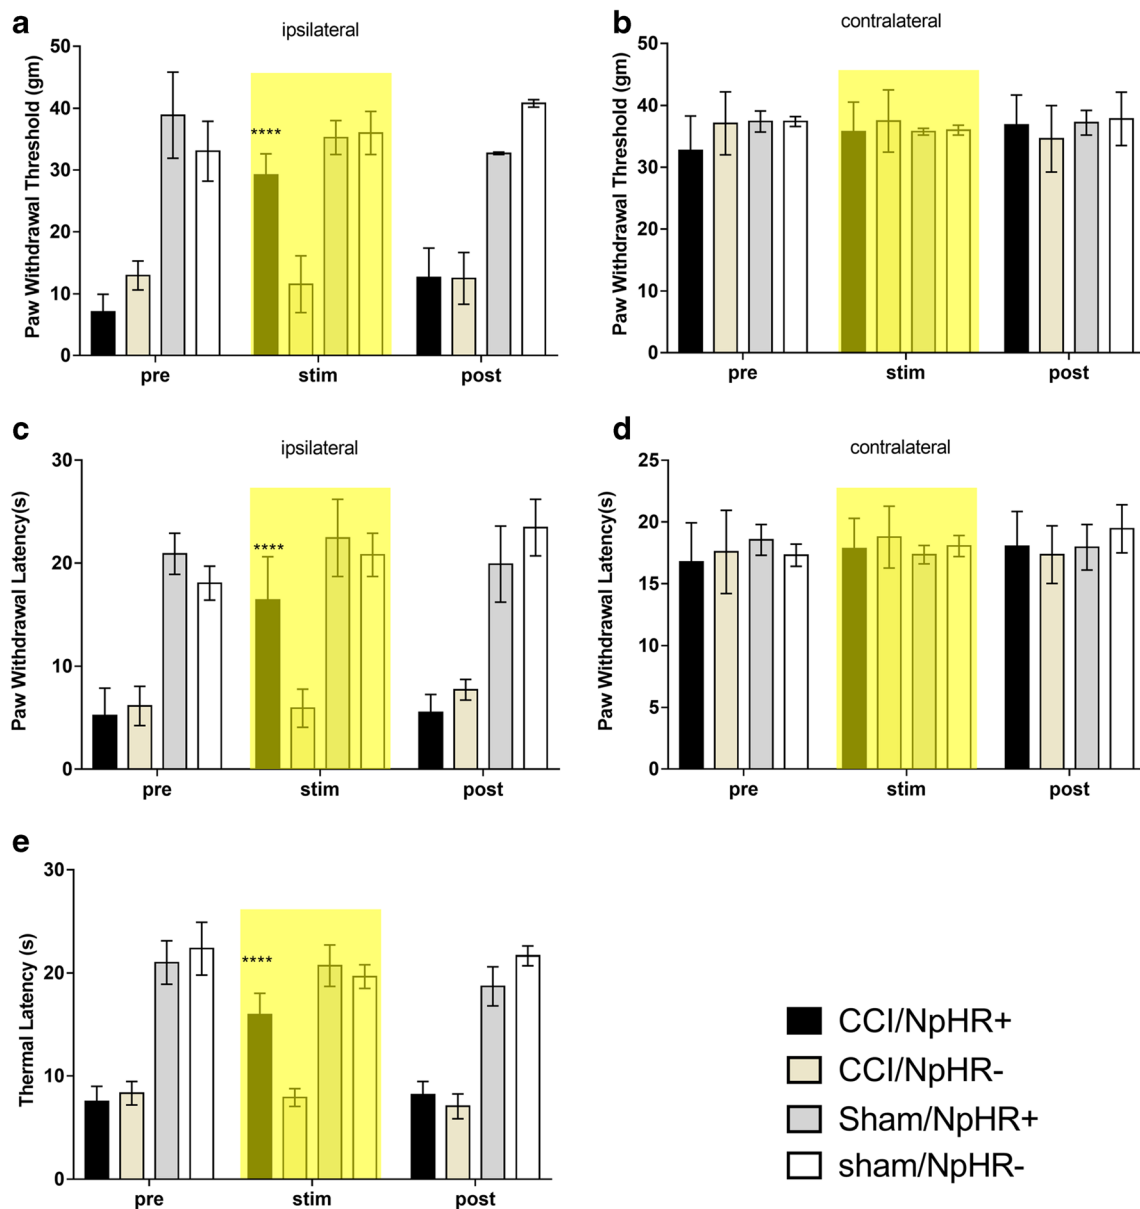 a
ipsilateral
Paw Withdrawal Threshold (gm)
50
40
30
20
10
0
****
pre
stim
post
b
contralateral
Paw Withdrawal Threshold (gm)
50
40
30
20
10
0
pre
stim
post
c
ipsilateral
Paw Withdrawal Latency(s)
30
20
10
0
****
pre
stim
post
d
contralateral
Paw Withdrawal Latency(s)
25
20
15
10
5
0
pre
stim
post
e
Thermal Latency (s)
30
20
10
0
****
pre
stim
post
CCI/NpHR+
CCI/NpHR-
Sham/NpHR+
sham/NpHR-